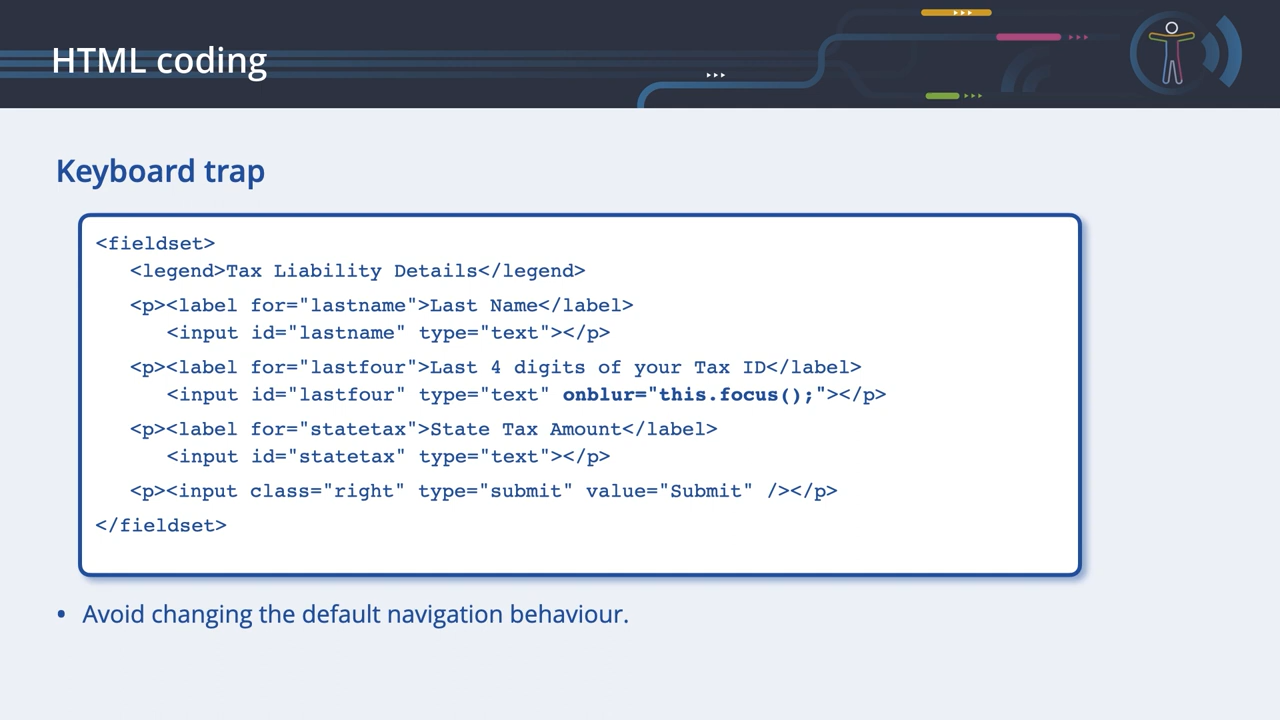 HTML coding
Keyboard trap
<fieldset>
<legend>Tax Liability Details</legend>
<p><label for="lastname">Last Name</label>
<input id="lastname" type="text"></p>
<p><label for="lastfour">Last 4 digits of your Tax ID</label>
<input id="lastfour" type="text" onblur="this.focus();"></p>
<p><label for="statetax">State Tax Amount</label>
<input id="statetax" type="text"></p>
<p><input class="right" type="submit" value="Submit" /></p>
</fieldset>
• Avoid changing the default navigation behaviour.